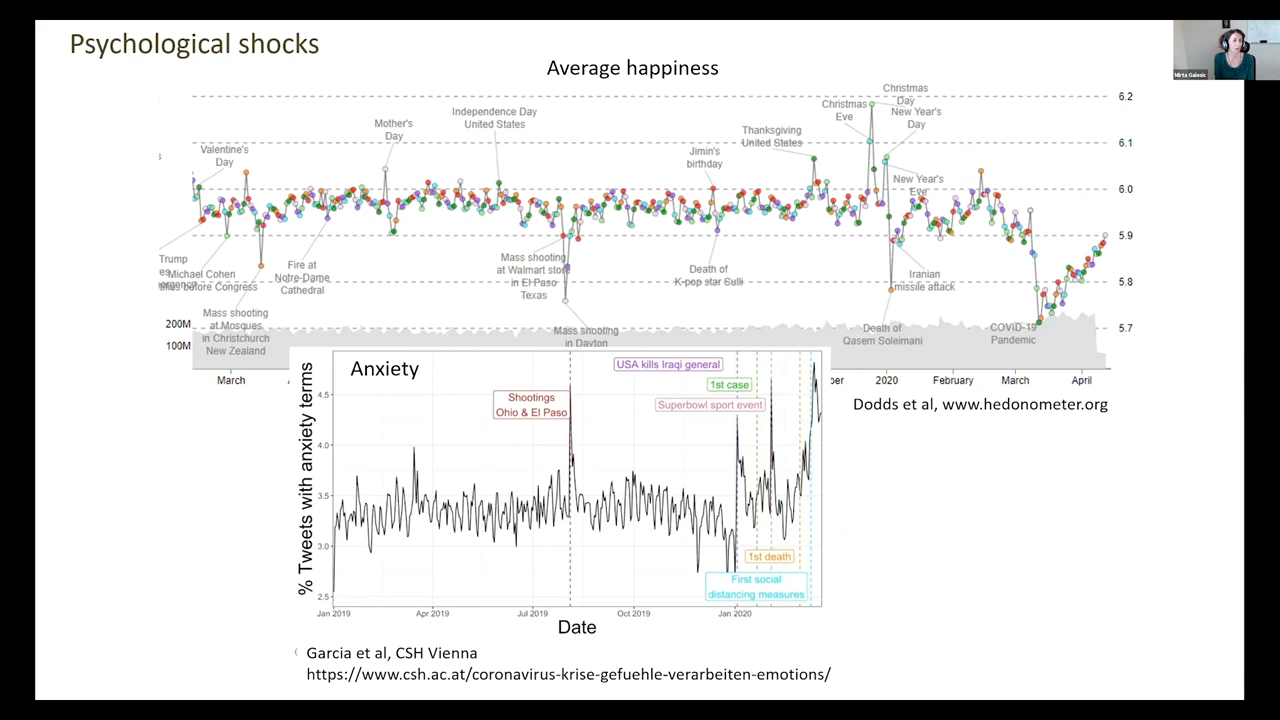 Psychological shocks
Mirta Galesic
Average happiness
6.2
6.1
6.0
5.9
5.8
5.7
200M
100M
Valentine's
Day
Mother's
Day
Independence Day
United States
Jimin's
birthday
Thanksgiving
United States
Christmas
Eve
Christmas
Day
New Year's
Day
New Year's
Eve
Trump
Michael Cohen
before Congress
Mass shooting
at Mosques
in Christchurch
New Zealand
Fire at
Notre-Dame
Cathedral
Mass shooting
at Walmart store
in El Paso
Texas
Mass shooting
in Dayton
Death of
K-pop star Sulli
Iranian
missile attack
Death of
Qasem Soleimani
COVID-19
Pandemic
March
ber
2020
February
March
April
Dodds et al, www.hedonometer.org
Anxiety
% Tweets with anxiety terms
4.5
4.0
3.5
3.0
2.5
Shootings
Ohio & El Paso
USA kills Iraqi general
1st case
Superbowl sport event
1st death
First social
distancing measures
Jan 2019
Apr 2019
Jul 2019
Oct 2019
Jan 2020
Date
Garcia et al, CSH Vienna
https://www.csh.ac.at/coronavirus-krise-gefuehle-verarbeiten-emotions/